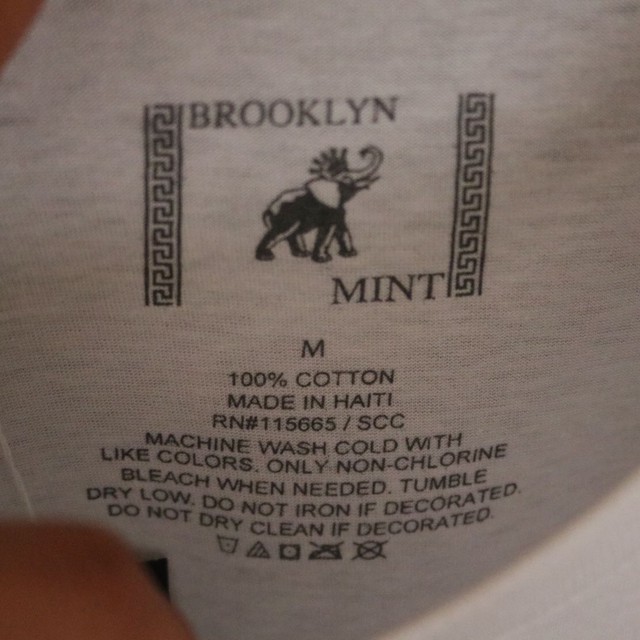 BROOKLYN
MINT
M
100% COTTON
MADE IN HAITI
RN#115665 / SCC
MACHINE WASH COLD WITH
LIKE COLORS. ONLY NON-CHLORINE
BLEACH WHEN NEEDED. TUMBLE
DRY LOW. DO NOT IRON IF DECORATED.
DO NOT DRY CLEAN IF DECORATED.